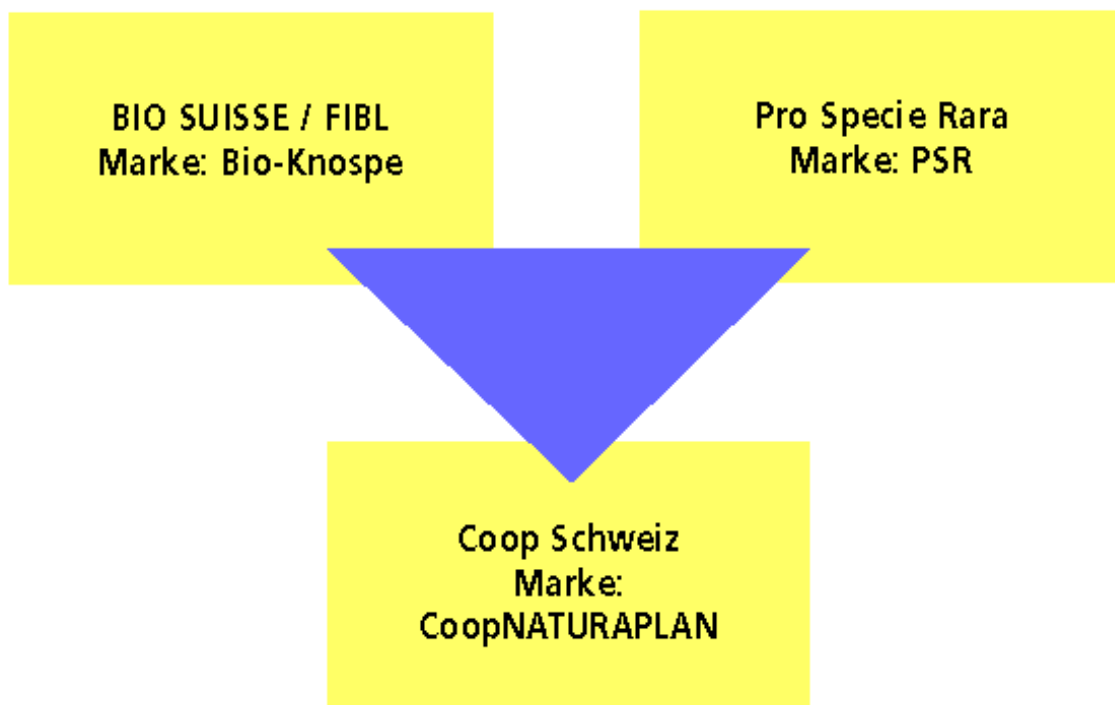 BIO SUISSE / FIBL
Marke: Bio-Knospe
Pro Specie Rara
Marke: PSR
Coop Schweiz
Marke:
CoopNATURAPLAN